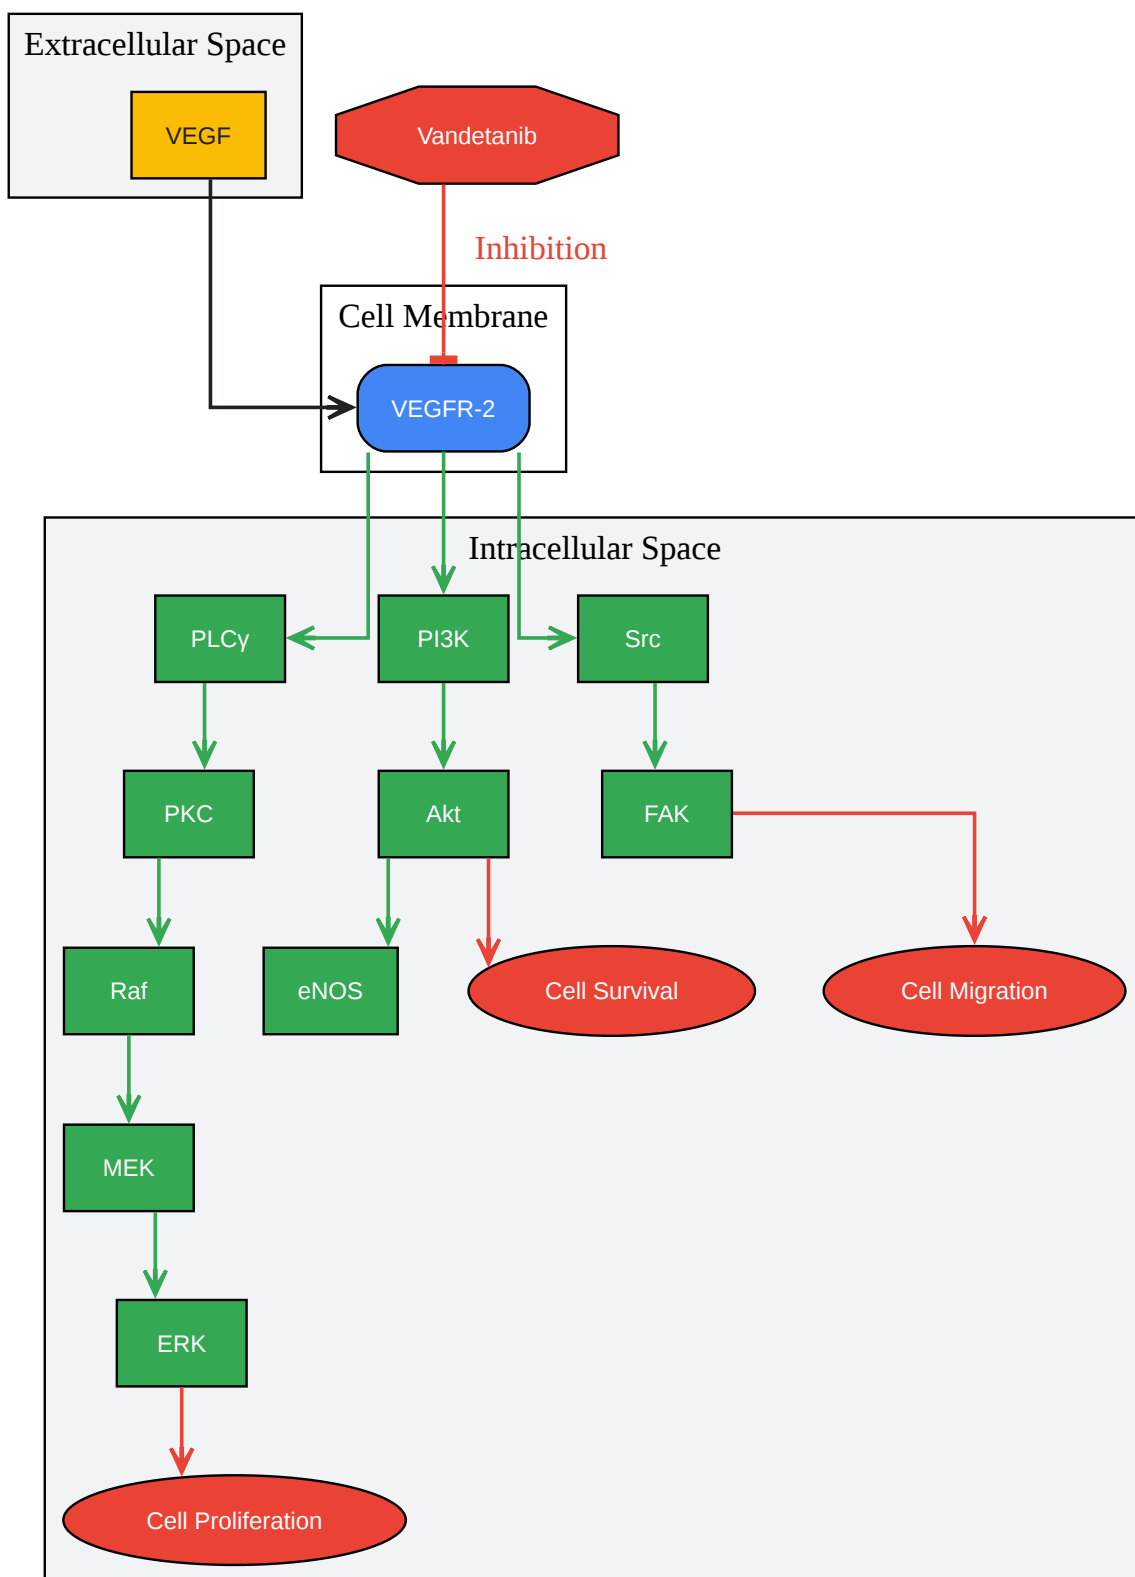 Extracellular Space
VEGF
Vandetanib
Inhibition
Cell Membrane
VEGFR-2
Intracellular Space
PLCγ
PI3K
Src
PKC
Akt
FAK
Raf
eNOS
Cell Survival
Cell Migration
MEK
ERK
Cell Proliferation